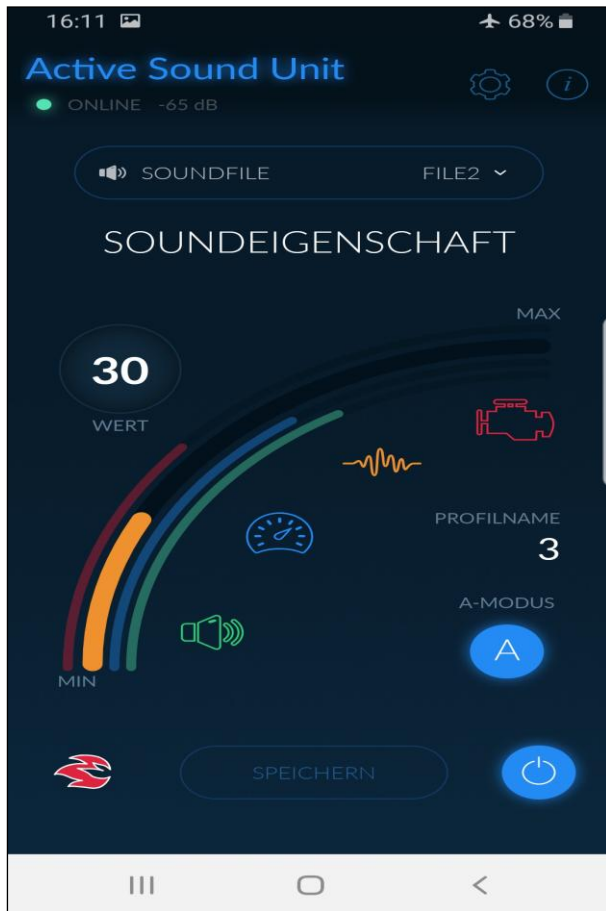 16:11 68%
Active Sound Unit
ONLINE -65 dB
SOUNDFILE FILE2
SOUNDEIGENSCHAFT
MAX
30
WERT
PROFILNAME
3
A-MODUS
A
MIN
SPEICHERN